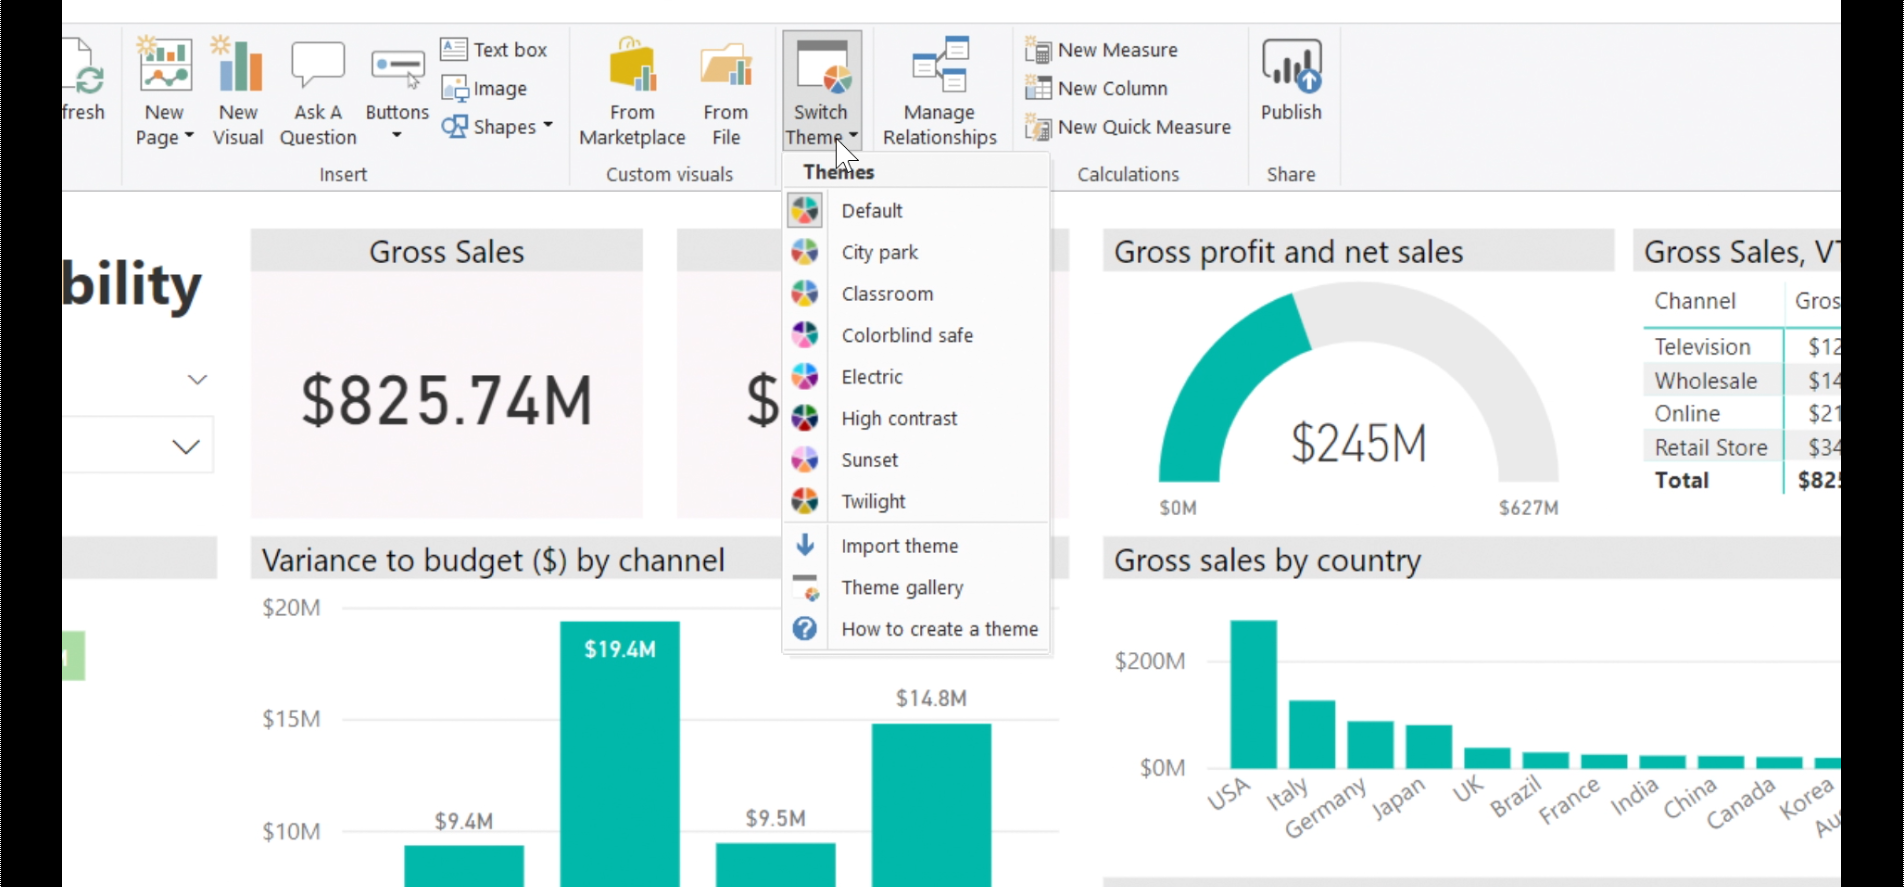 fresh
New
Page
New
Visual
Ask A
Question
Buttons
Text box
Image
Shapes
Insert
From
Marketplace
From
File
Custom visuals
Switch
Theme
Manage
Relationships
New Measure
New Column
New Quick Measure
Calculations
Publish
Share
Themes
Default
City park
Classroom
Colorblind safe
Electric
High contrast
Sunset
Twilight
Import theme
Theme gallery
How to create a theme
bility
Gross Sales
$825.74M
$
Gross profit and net sales
$245M
$0M
$627M
Gross Sales, VT
Channel Gros
Television $12
Wholesale $14
Online $21
Retail Store $34
Total $825
Variance to budget ($) by channel
$20M
$15M
$10M
$9.4M
$19.4M
$9.5M
$14.8M
Gross sales by country
$200M
$0M
USA
Italy
Germany
Japan
UK
Brazil
France
India
China
Canada
Korea
Au